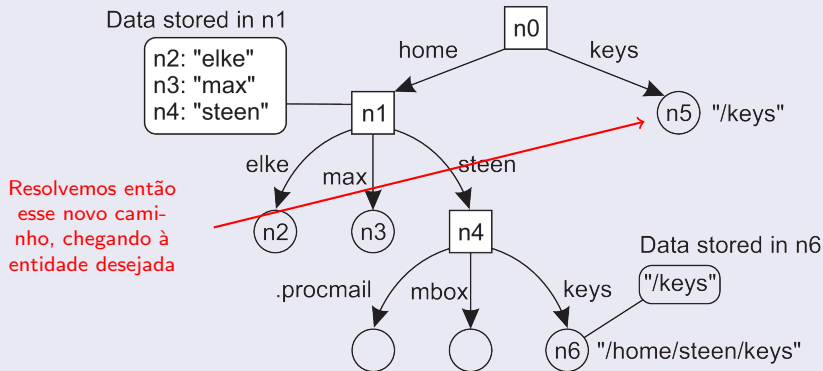 Data stored in n1
n0
n2: "elke"
n3: "max"
n4: "steen"
home
keys
n1
n5
"/keys"
elke
max
steen
Resolvemos então
esse novo cami-
nho, chegando à
entidade desejada
n2
n3
n4
Data stored in n6
"/keys"
.procmail
mbox
keys
n6
"/home/steen/keys"